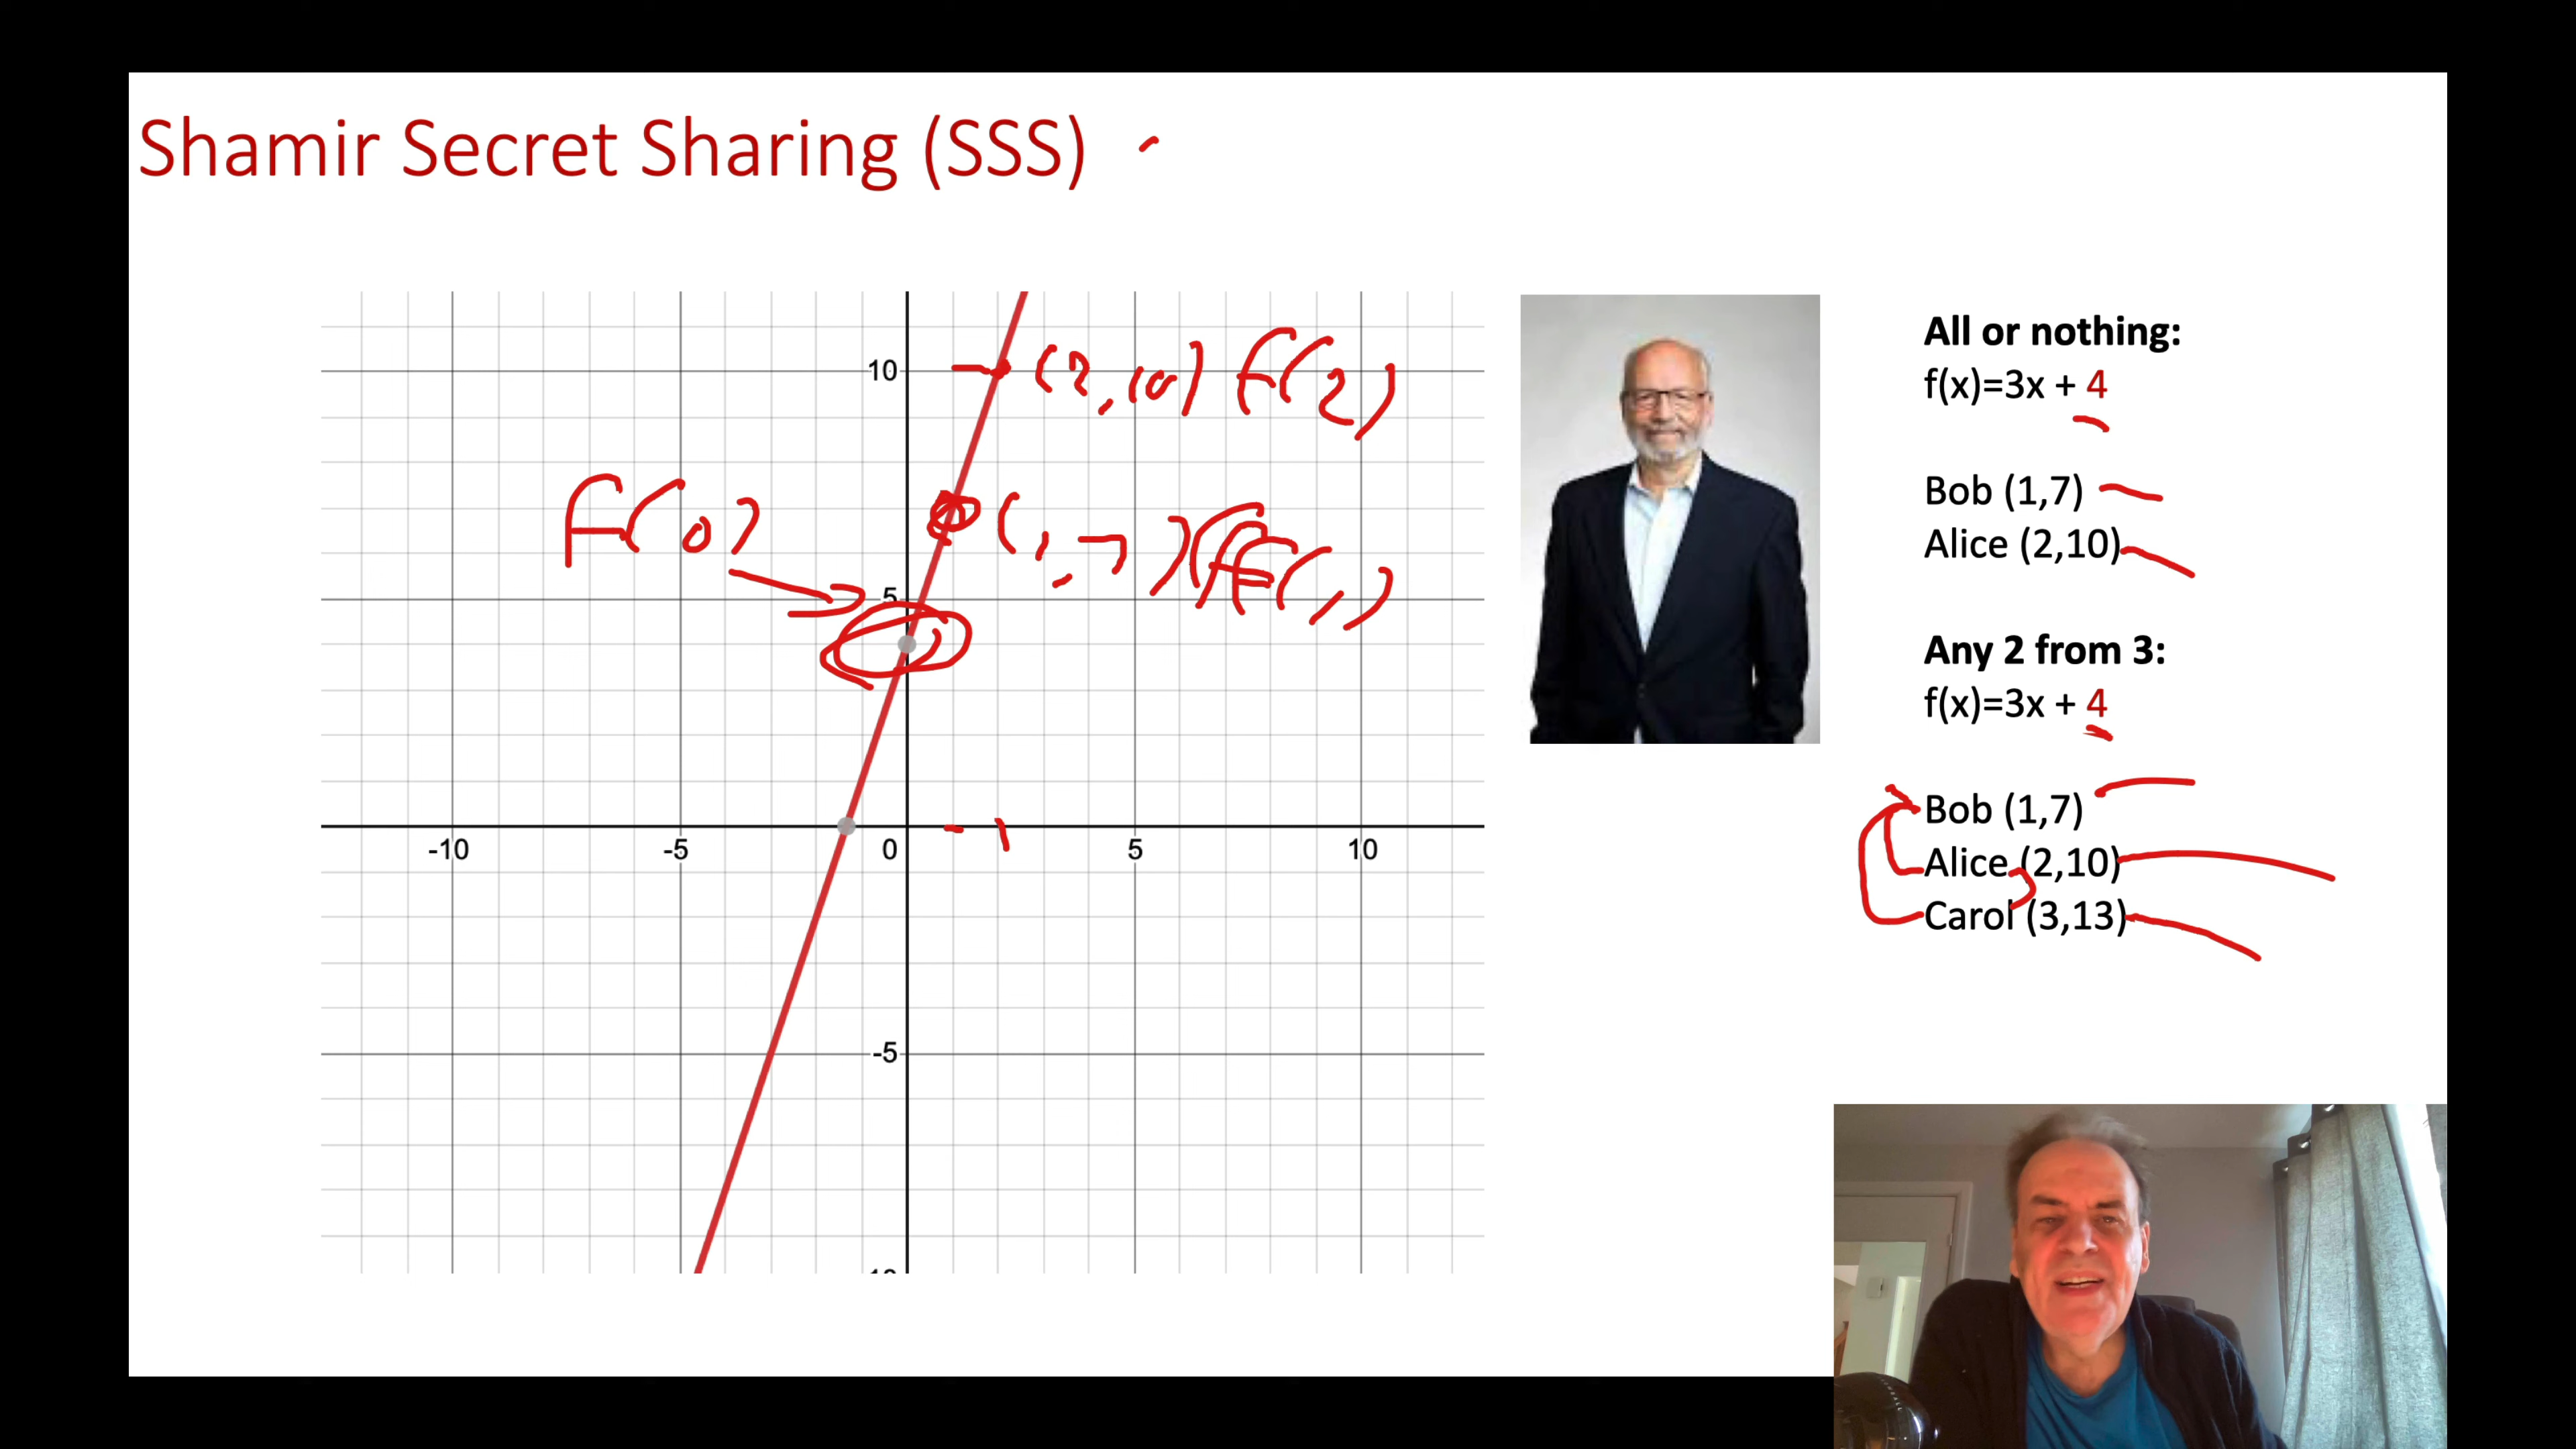 Shamir Secret Sharing (SSS)
10
(2,10) f(2)
f(0)
(1,7) f(1)
5
-10
-5
0
5
10
-5
All or nothing:
f(x)=3x + 4
Bob (1,7)
Alice (2,10)
Any 2 from 3:
f(x)=3x + 4
Bob (1,7)
Alice (2,10)
Carol (3,13)